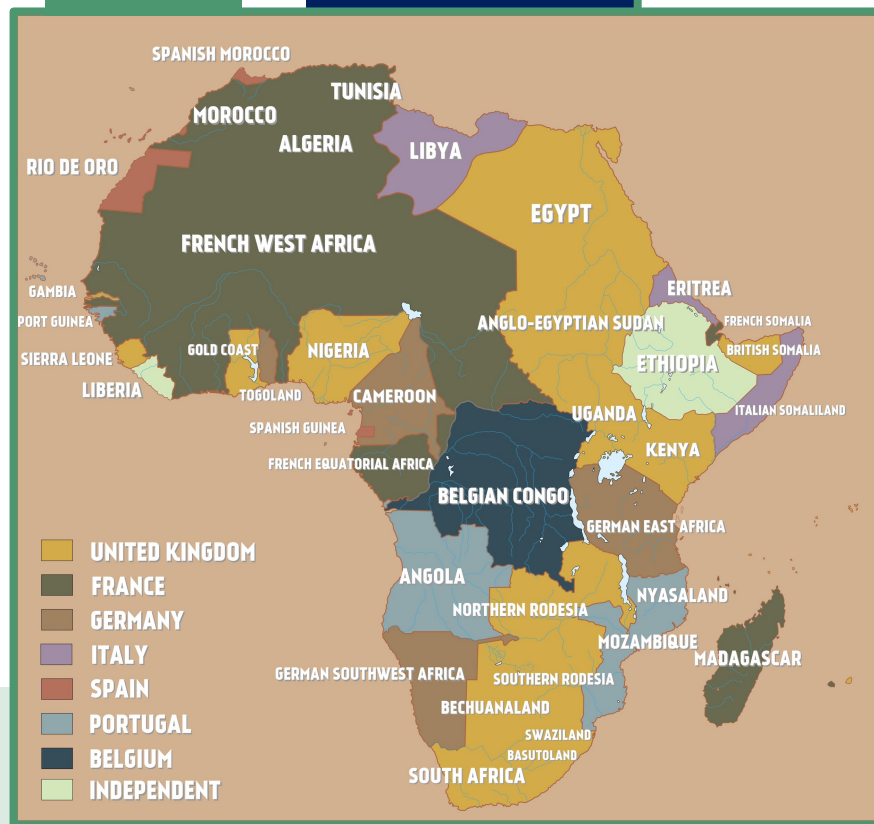 SPANISH MOROCCO
TUNISIA
MOROCCO
ALGERIA
LIBYA
RIO DE ORO
EGYPT
FRENCH WEST AFRICA
ERITREA
GAMBIA
PORT GUINEA
ANGLO-EGYPTIAN SUDAN
FRENCH SOMALIA
SIERRA LEONE
GOLD COAST
NIGERIA
BRITISH SOMALIA
ETHIOPIA
LIBERIA
TOGOLAND
CAMEROON
UGANDA
ITALIAN SOMALILAND
SPANISH GUINEA
KENYA
FRENCH EQUATORIAL AFRICA
BELGIAN CONGO
GERMAN EAST AFRICA
ANGOLA
NYASALAND
NORTHERN RODESIA
MOZAMBIQUE
MADAGASCAR
GERMAN SOUTHWEST AFRICA
SOUTHERN RODESIA
BECHUANALAND
SWAZILAND
BASUTOLAND
SOUTH AFRICA
UNITED KINGDOM
FRANCE
GERMANY
ITALY
SPAIN
PORTUGAL
BELGIUM
INDEPENDENT